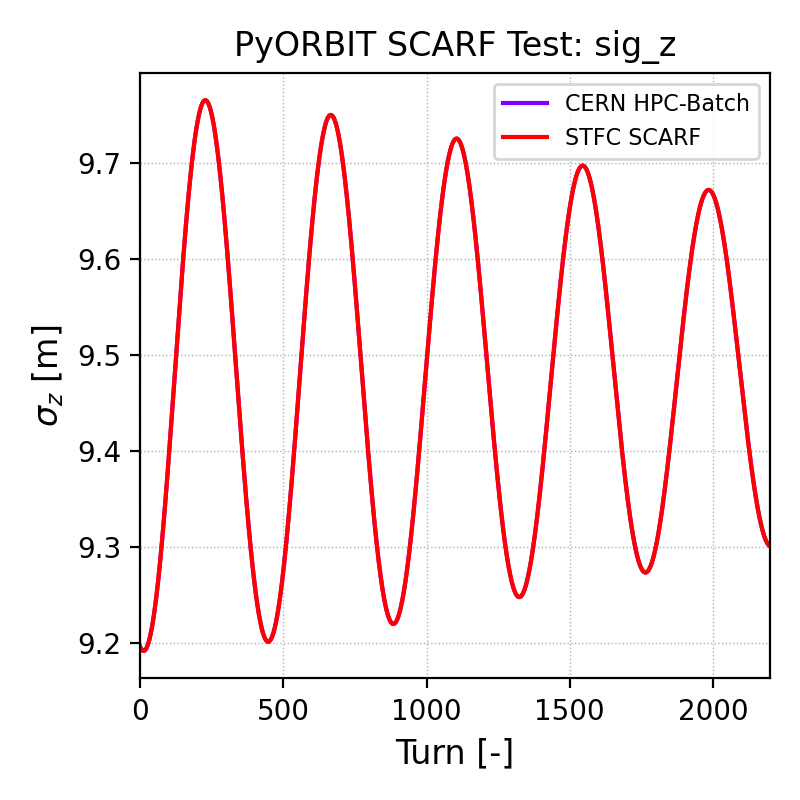 PyORBIT SCARF Test: sig_z
CERN HPC-Batch
STFC SCARF
9.7
9.6
9.5
9.4
9.3
9.2
σz [m]
0 500 1000 1500 2000
Turn [-]